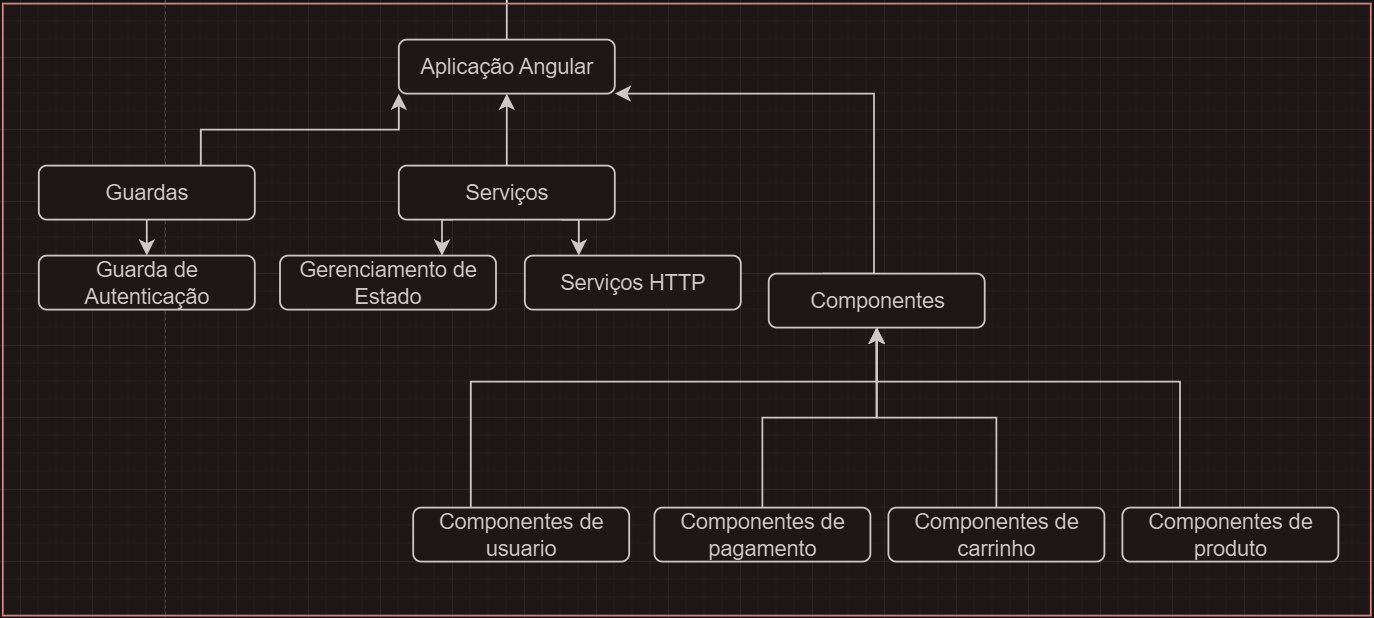 Aplicação Angular
Guardas
Serviços
Guarda de
Autenticação
Gerenciamento de
Estado
Serviços HTTP
Componentes
Componentes de
usuario
Componentes de
pagamento
Componentes de
carrinho
Componentes de
produto